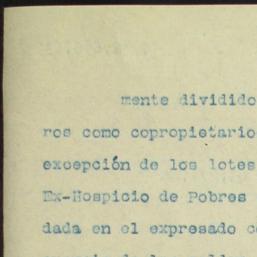 mente dividido
ros como copropietario
excepción de los lotes
Ex-Hospicio de Pobres
dada en el expresado